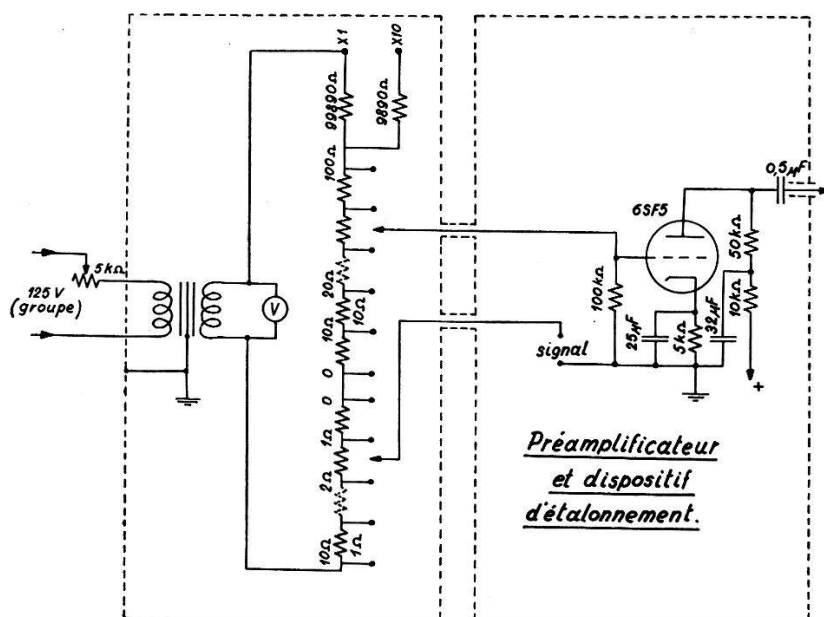 X1
X10
99890Ω
9890Ω
100Ω
20Ω
10Ω
10Ω
0
0
1Ω
2Ω
10Ω
1Ω
5kΩ
125V
(groupe)
V
signal
100kΩ
6SF5
25µF
5kΩ
32µF
0,5µF
50kΩ
10kΩ
+
Préamplificateur
et dispositif
d'étalonnement.